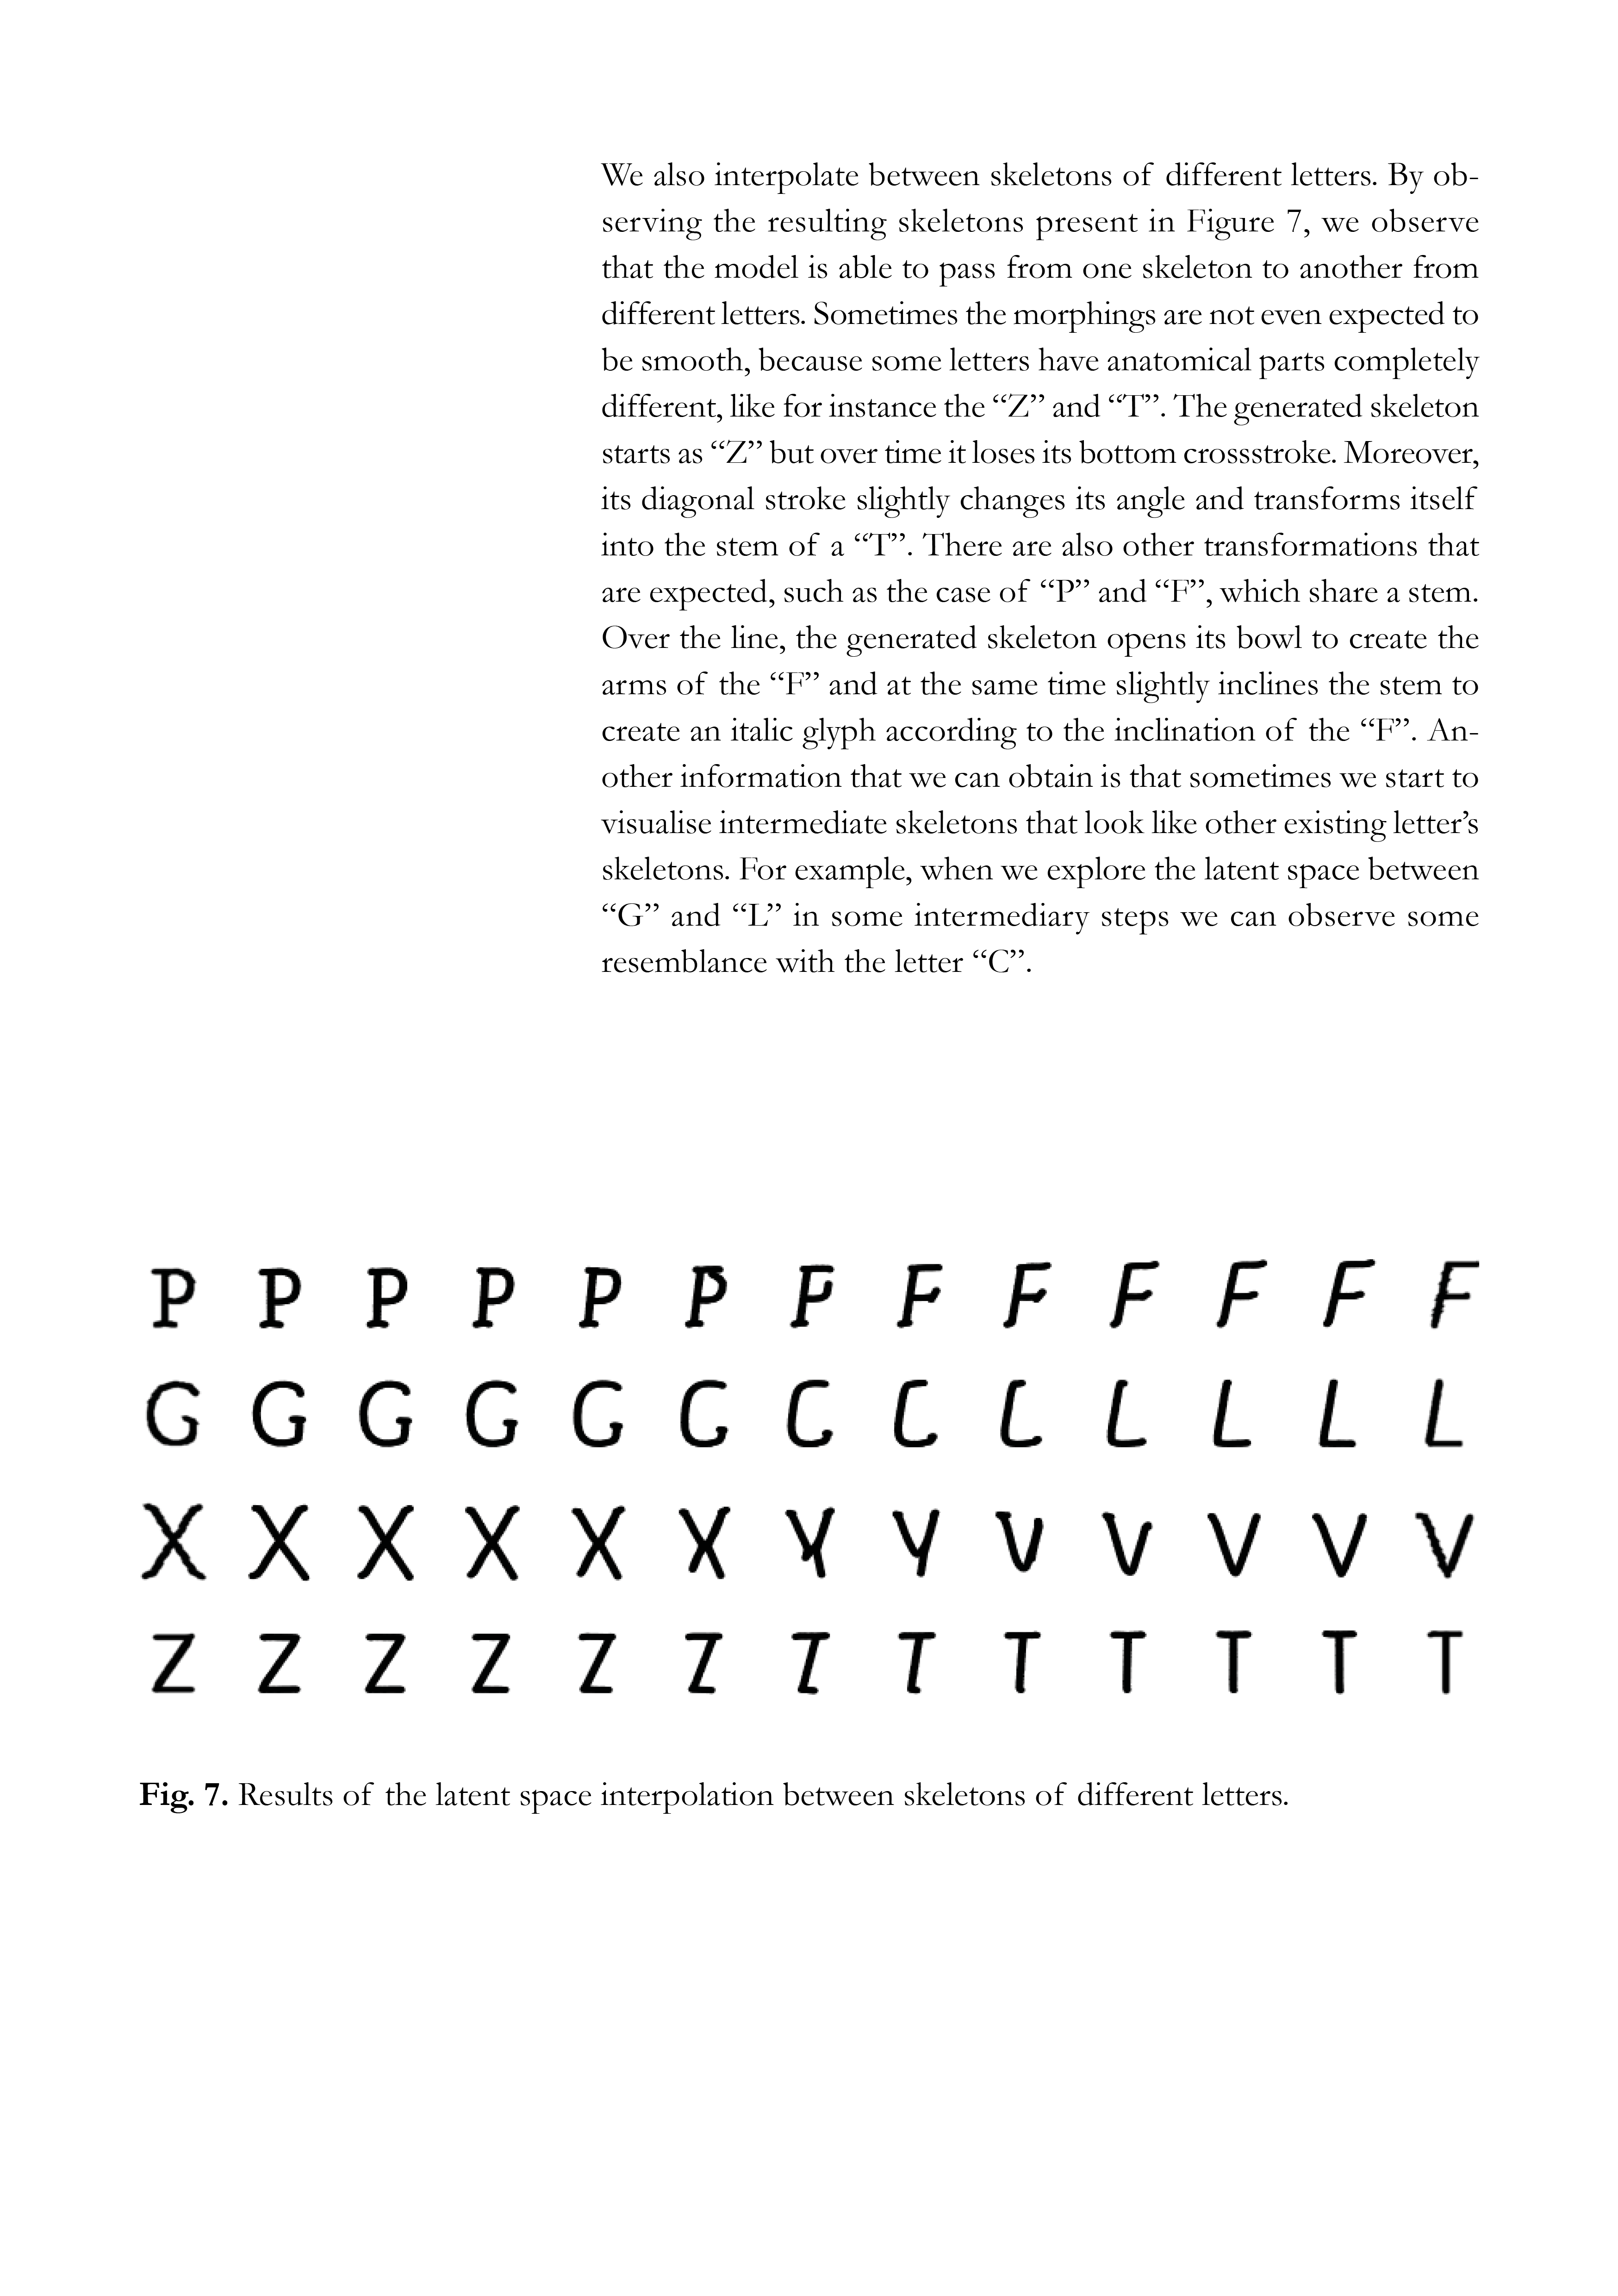 We also interpolate between skeletons of different letters. By ob-
serving the resulting skeletons present in Figure 7, we observe
that the model is able to pass from one skeleton to another from
different letters. Sometimes the morphings are not even expected to
be smooth, because some letters have anatomical parts completely
different, like for instance the “Z” and “T”. The generated skeleton
starts as “Z” but over time it loses its bottom crossstroke. Moreover,
its diagonal stroke slightly changes its angle and transforms itself
into the stem of a “T”. There are also other transformations that
are expected, such as the case of “P” and “F”, which share a stem.
Over the line, the generated skeleton opens its bowl to create the
arms of the “F” and at the same time slightly inclines the stem to
create an italic glyph according to the inclination of the “F”. An-
other information that we can obtain is that sometimes we start to
visualise intermediate skeletons that look like other existing letter’s
skeletons. For example, when we explore the latent space between
“G” and “L” in some intermediary steps we can observe some
resemblance with the letter “C”.
P P P P P P F F F F F F F
G G G G G G C C L L L L L
X X X X X X Y Y V V V V V
Z Z Z Z Z Z I T T T T T T
Fig. 7. Results of the latent space interpolation between skeletons of different letters.